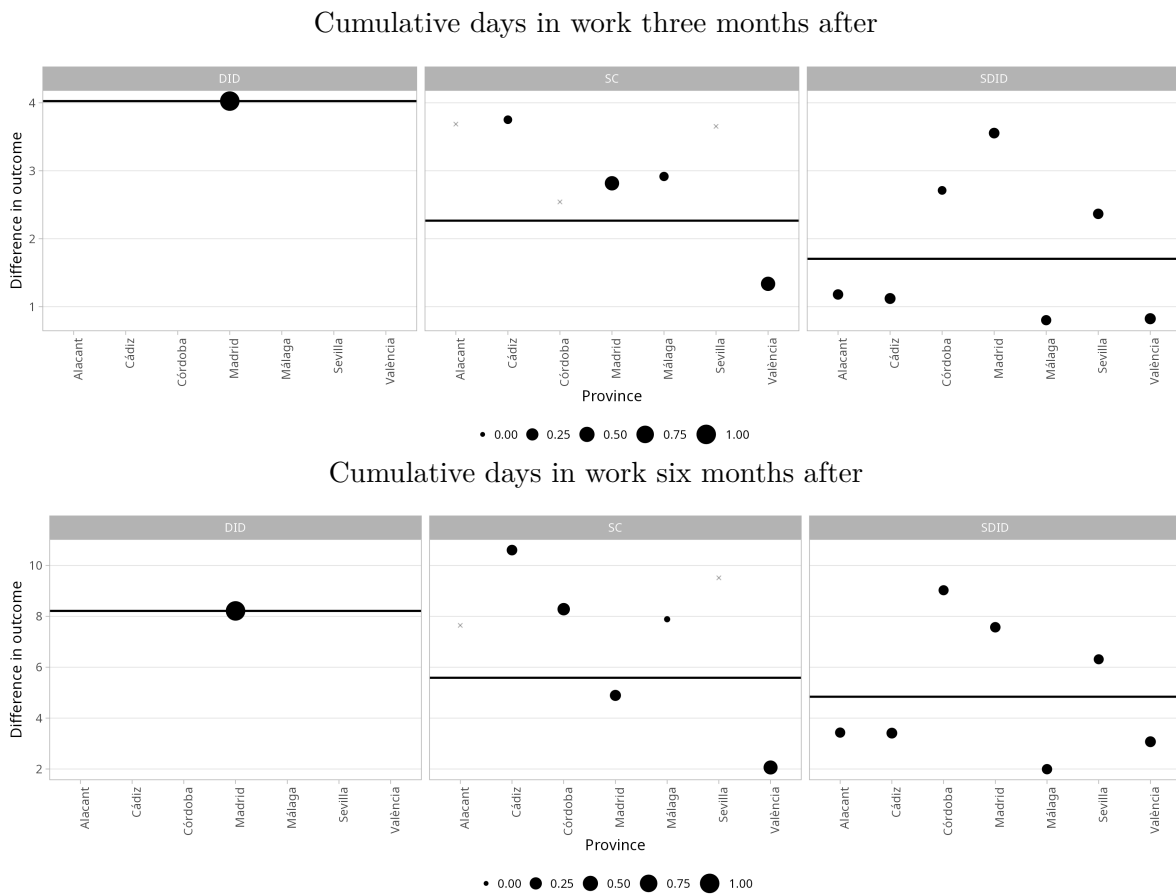 Cumulative days in work three months after
DID SC SDID
Difference in outcome
4
3
2
1
Alacant Cádiz Córdoba Madrid Málaga Sevilla València Alacant Cádiz Córdoba Madrid Málaga Sevilla València Alacant Cádiz Córdoba Madrid Málaga Sevilla València
Province
0.00 0.25 0.50 0.75 1.00
Cumulative days in work six months after
DID SC SDID
Difference in outcome
10
8
6
4
2
Alacant Cádiz Córdoba Madrid Málaga Sevilla València Alacant Cádiz Córdoba Madrid Málaga Sevilla València Alacant Cádiz Córdoba Madrid Málaga Sevilla València
Province
0.00 0.25 0.50 0.75 1.00